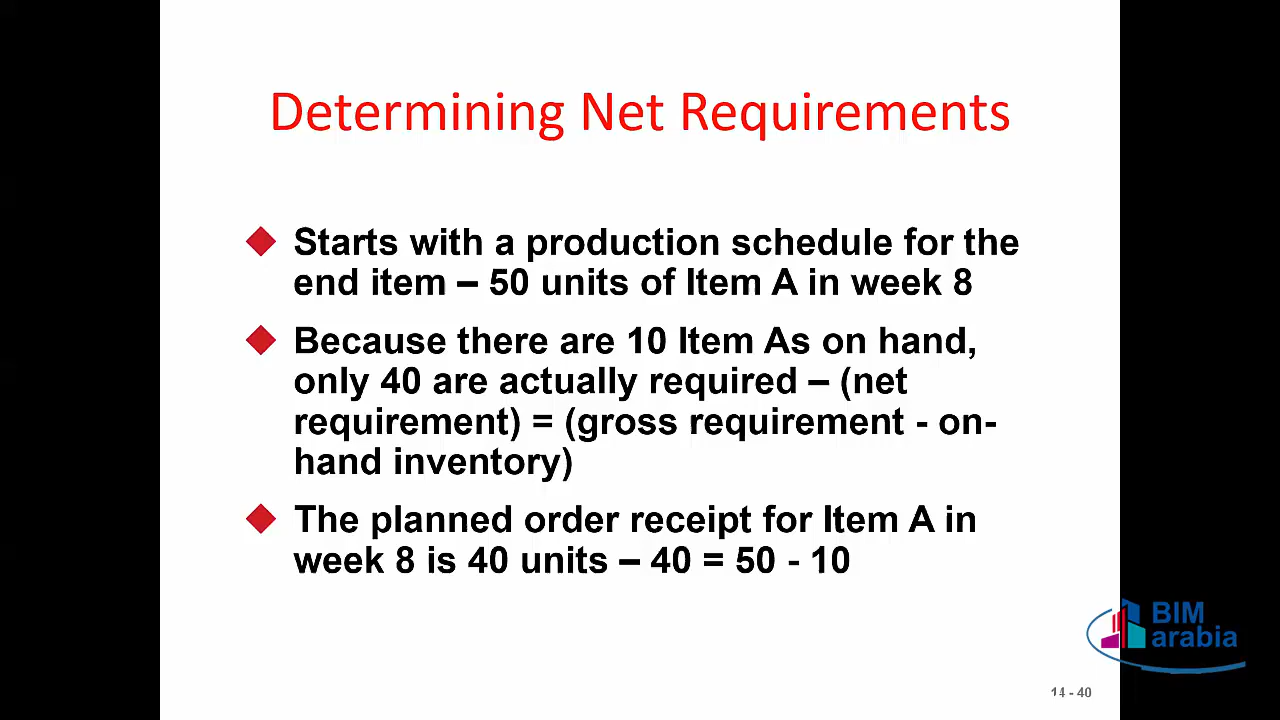 Determining Net Requirements
Starts with a production schedule for the
end item – 50 units of Item A in week 8
Because there are 10 Item As on hand,
only 40 are actually required – (net
requirement) = (gross requirement - on-
hand inventory)
The planned order receipt for Item A in
week 8 is 40 units – 40 = 50 - 10
BIM
arabia
14 - 40